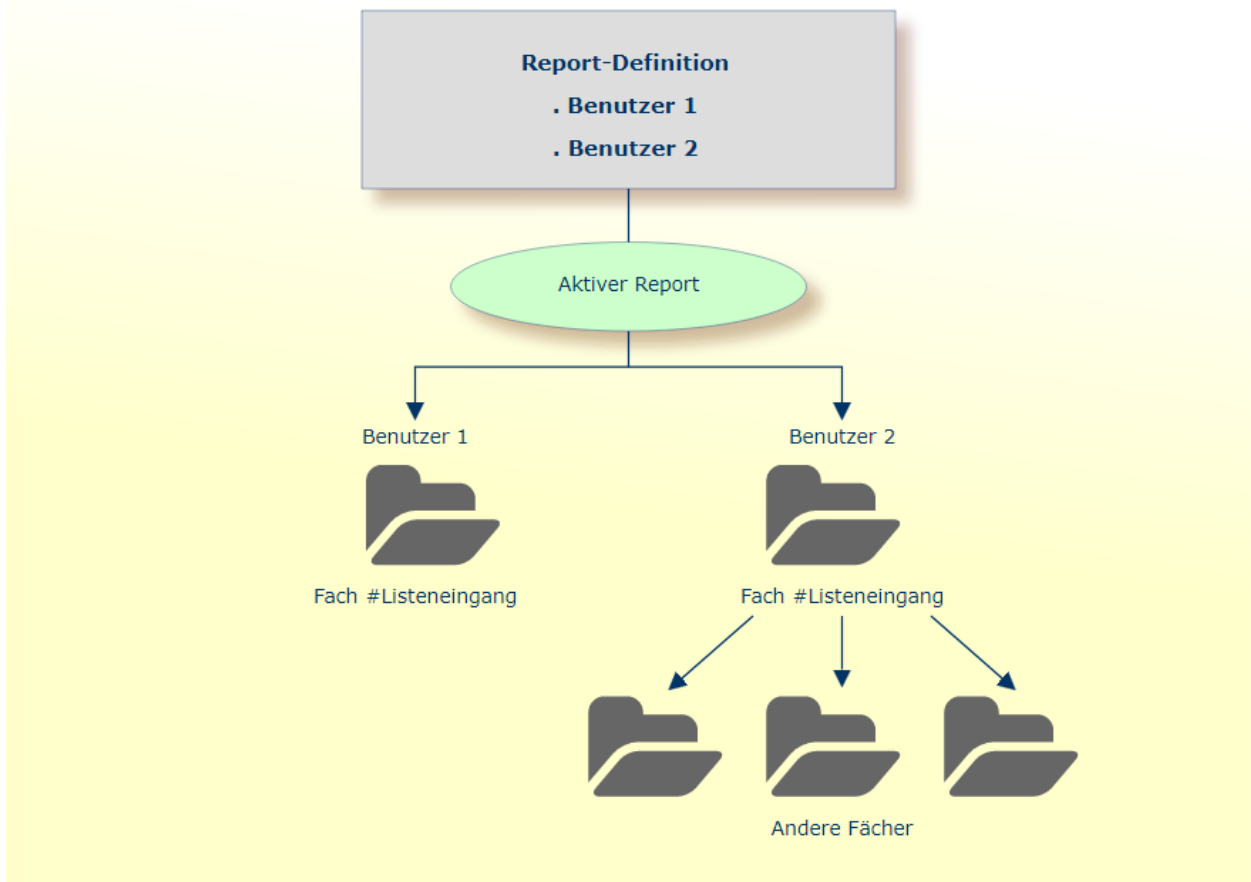 Report-Definition
. Benutzer 1
. Benutzer 2
Aktiver Report
Benutzer 1
Benutzer 2
Fach #Listeneingang
Fach #Listeneingang
Andere Fächer